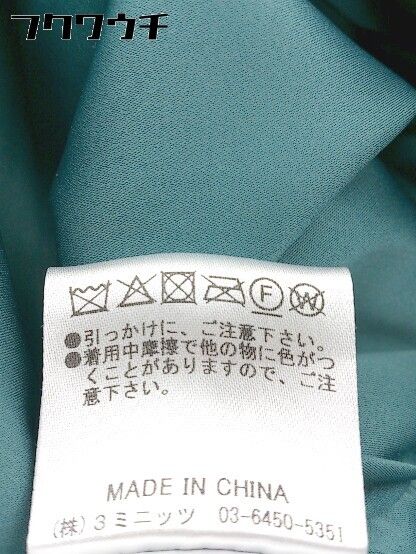 フクワウチ
F W
●引っかけに、ご注意下さい。
●着用中摩擦で他の物に色がつ
くことがありますので、ご注
意下さい。
MADE IN CHINA
(株)3ミニッツ 03-6450-5351